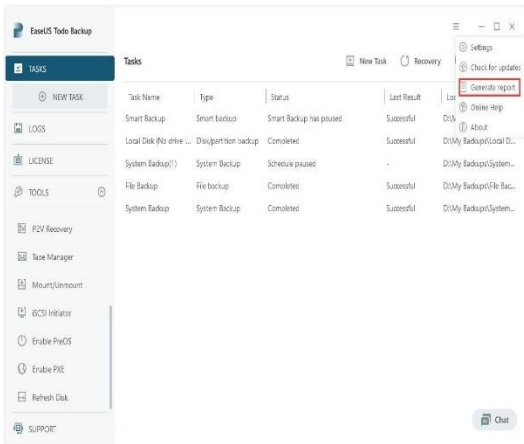 EaseUS Todo Backup
TASKS
NEW TASK
LOGS
LICENSE
TOOLS
P2V Recovery
Tape Manager
Mount/Unmount
iSCSI Initiator
Enable PreOS
Enable PXE
Refresh Disk
SUPPORT
Tasks
New Task
Recovery
Settings
Check for updates
Generate report
Online Help
About
Task Name Type Status Last Result Loc
Smart Backup Smart backup Smart Backup has paused Successful D:\M
Local Disk (No drive ... Disk/partition backup Completed Successful D:\My Backups\Local D...
System Backup(1) System Backup Schedule paused - D:\My Backups\System...
File Backup File backup Completed Successful D:\My Backups\File Bac...
System Backup System Backup Completed Successful D:\My Backups\System...
Chat